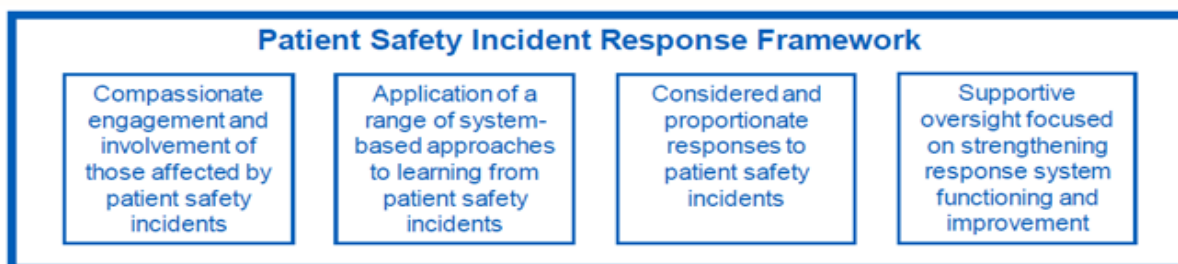 Patient Safety Incident Response Framework
Compassionate
engagement and
involvement of
those affected by
patient safety
incidents
Application of a
range of system-
based approaches
to learning from
patient safety
incidents
Considered and
proportionate
responses to
patient safety
incidents
Supportive
oversight focused
on strengthening
response system
functioning and
improvement